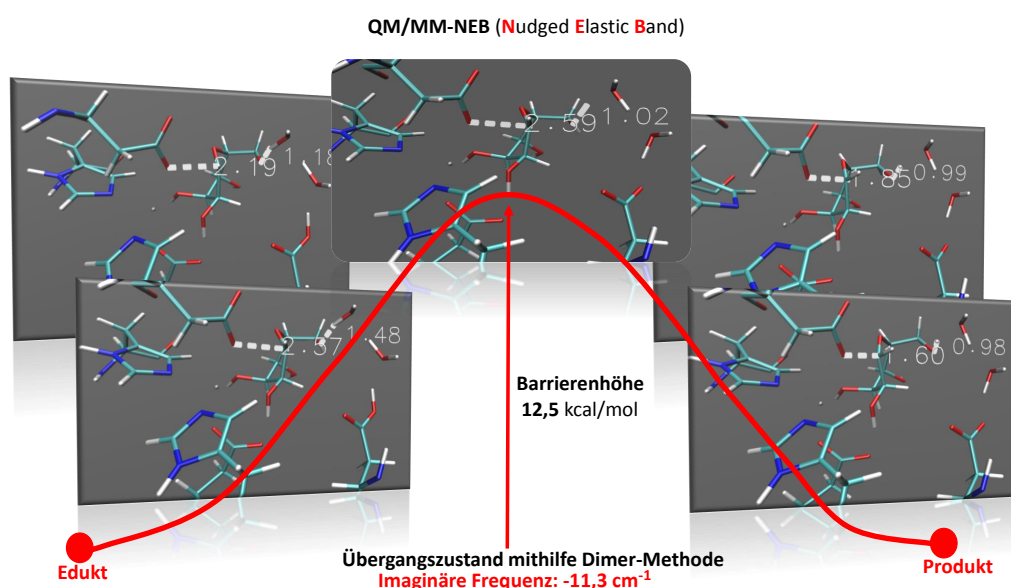 QM/MM-NEB (Nudged Elastic Band)
2.59 1.02
2.19 1.18
1.85 0.99
2.37 1.48
1.60 0.98
Barrierenhöhe
12,5 kcal/mol
Übergangszustand mithilfe Dimer-Methode
Imaginäre Frequenz: -11,3 cm-1
Edukt
Produkt